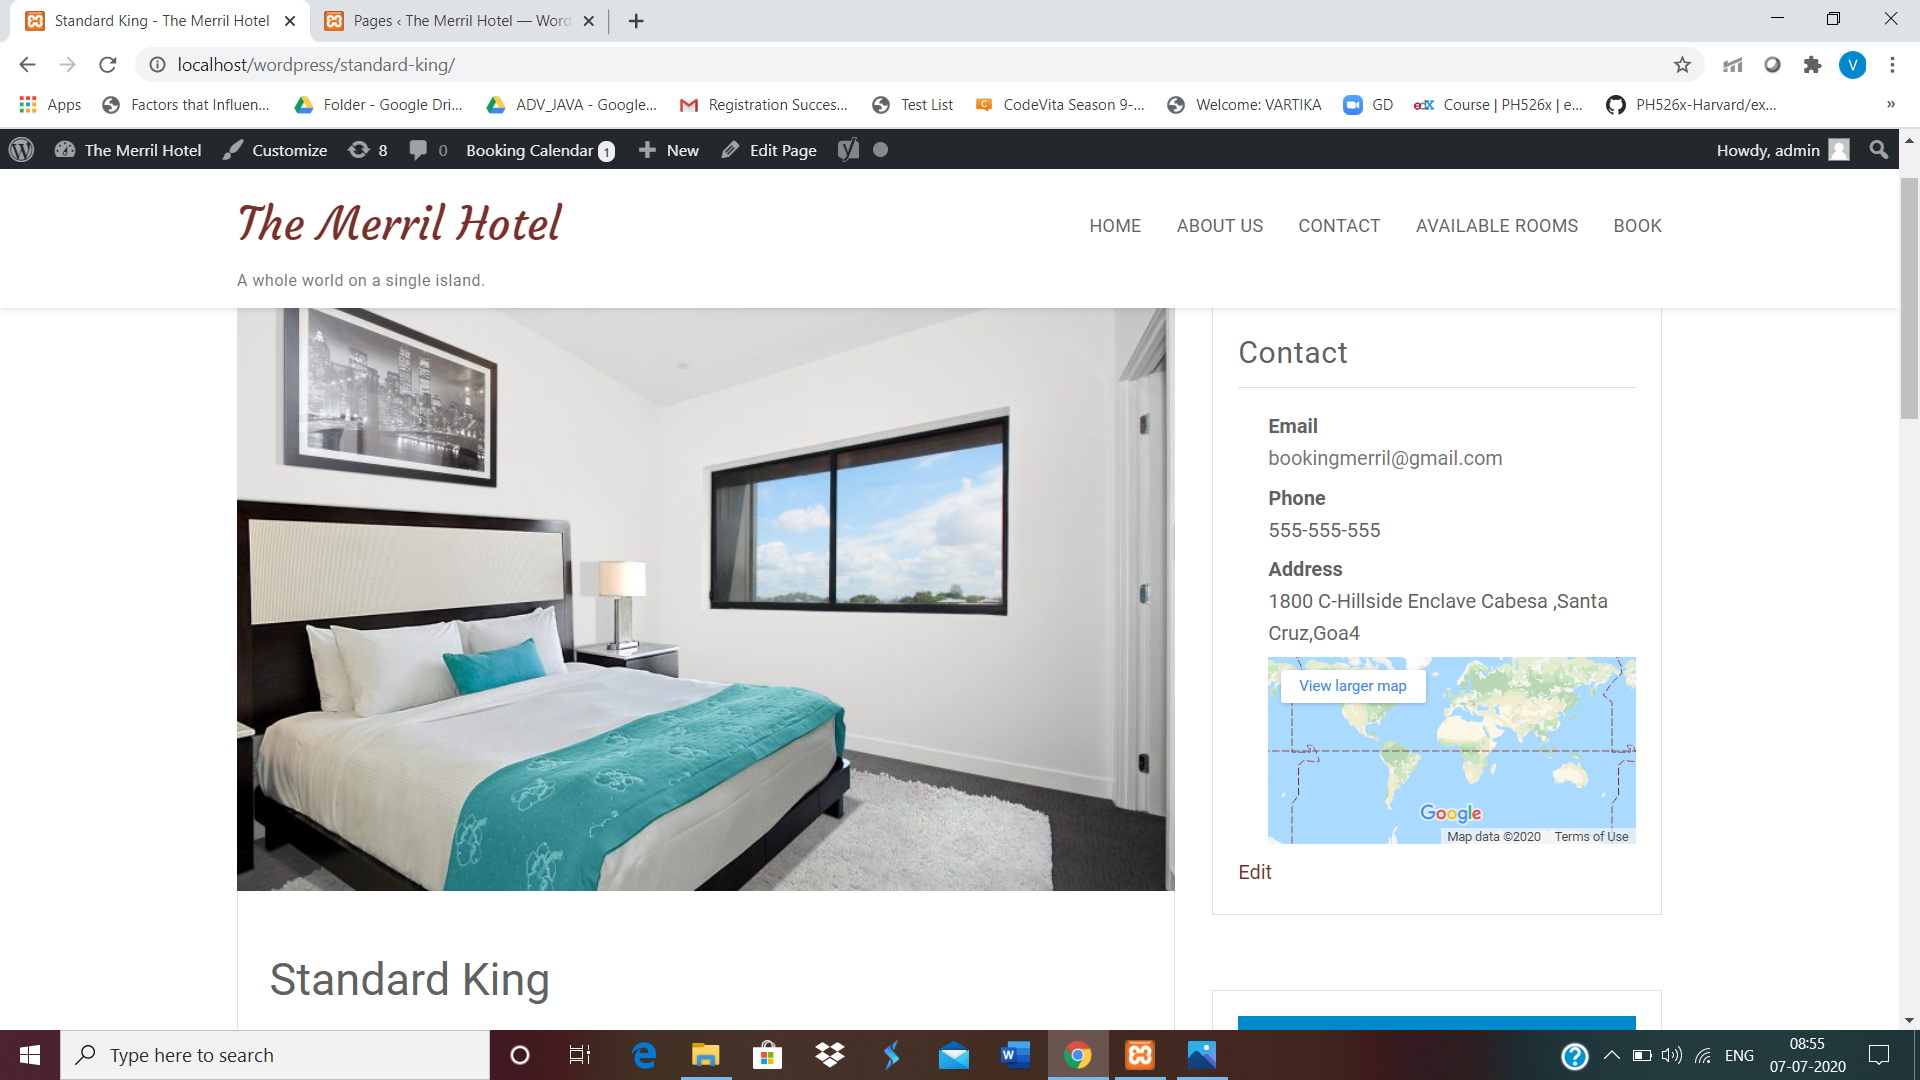 Standard King - The Merril Hotel
Pages ‹ The Merril Hotel — Word
localhost/wordpress/standard-king/
V
Apps
Factors that Influen...
Folder - Google Dri...
ADV_JAVA - Google...
Registration Succes...
Test List
CodeVita Season 9-...
Welcome: VARTIKA
GD
edX
Course | PH526x | e...
PH526x-Harvard/ex...
»
The Merril Hotel
Customize
8
0
Booking Calendar 1
New
Edit Page
Howdy, admin
The Merril Hotel
A whole world on a single island.
HOME
ABOUT US
CONTACT
AVAILABLE ROOMS
BOOK
Contact
Email
bookingmerril@gmail.com
Phone
555-555-555
Address
1800 C-Hillside Enclave Cabesa ,Santa
Cruz,Goa4
View larger map
Google
Map data ©2020
Terms of Use
Edit
Standard King
Type here to search
ENG
08:55
07-07-2020